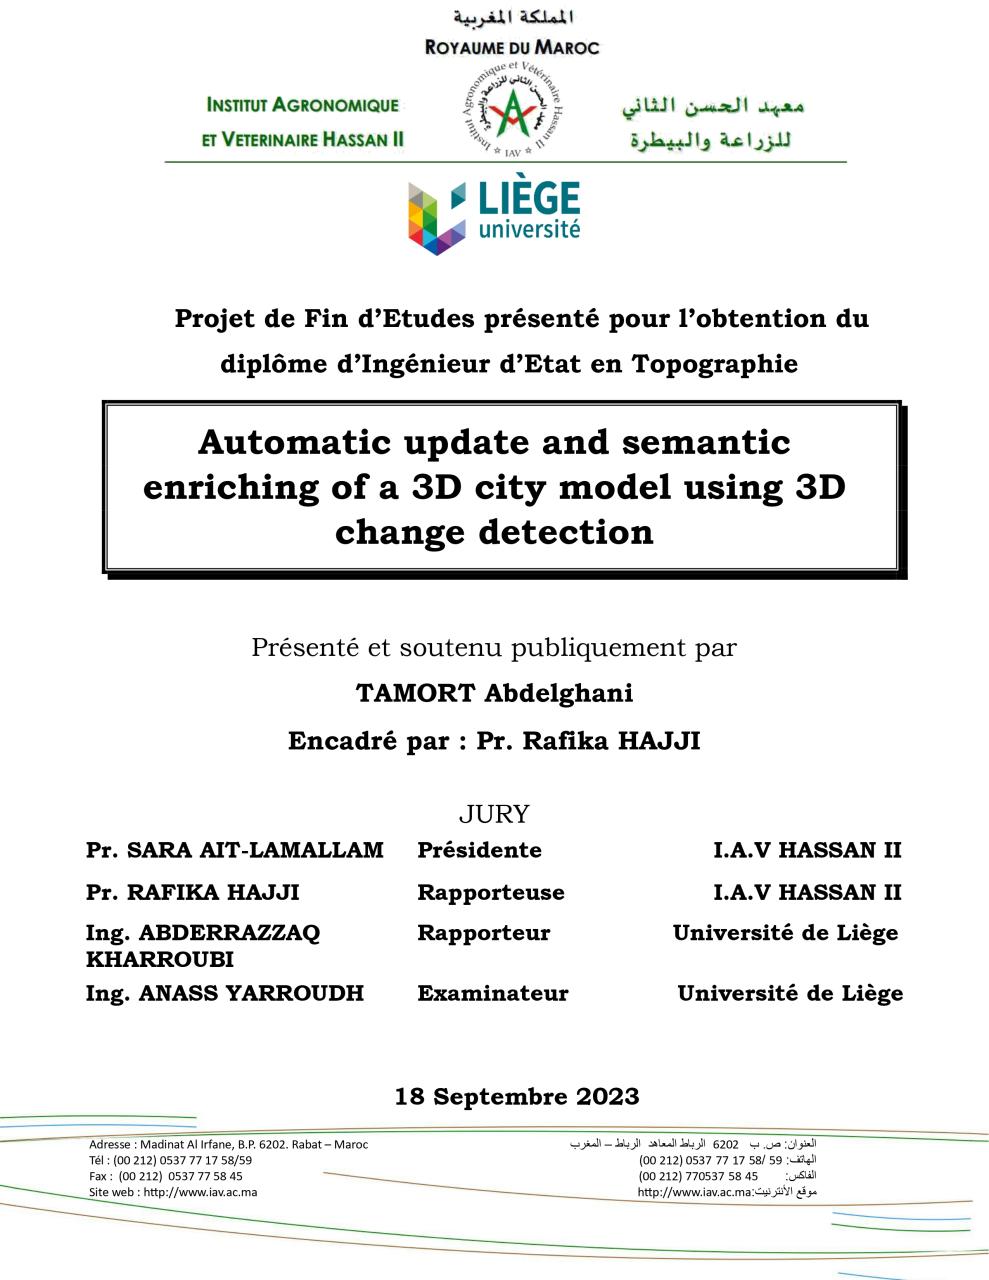 المملكة المغربية
ROYAUME DU MAROC
INSTITUT AGRONOMIQUE
ET VETERINAIRE HASSAN II
Institut Agronomique et Vétérinaire Hassan II
معهد الحسن الثاني للزراعة والبيطرة
IAV
معهد الحسن الثاني
للزراعة والبيطرة
LIÈGE
université
Projet de Fin d’Etudes présenté pour l’obtention du
diplôme d’Ingénieur d’Etat en Topographie
Automatic update and semantic
enriching of a 3D city model using 3D
change detection
Présenté et soutenu publiquement par
TAMORT Abdelghani
Encadré par : Pr. Rafika HAJJI
JURY
Pr. SARA AIT-LAMALLAM Présidente I.A.V HASSAN II
Pr. RAFIKA HAJJI Rapporteuse I.A.V HASSAN II
Ing. ABDERRAZZAQ Rapporteur Université de Liège
KHARROUBI
Ing. ANASS YARROUDH Examinateur Université de Liège
18 Septembre 2023
Adresse : Madinat Al Irfane, B.P. 6202. Rabat – Maroc
Tél : (00 212) 0537 77 17 58/59
Fax : (00 212) 0537 77 58 45
Site web : http://www.iav.ac.ma
العنوان: ص. ب 6202 الرباط المعاهد الرباط – المغرب
الهاتف: 59 /58 17 77 0537 (212 00)
الفاكس: 45 58 770537 (212 00)
موقع الأنترنيت:http://www.iav.ac.ma